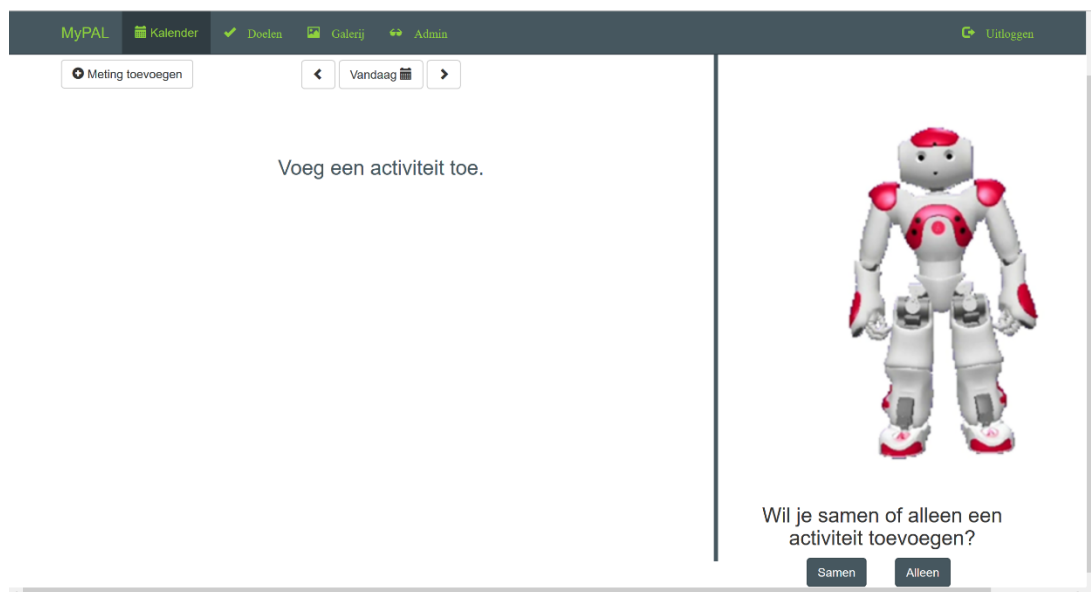 MyPAL Kalender Doelen Galerij Admin Uitloggen
Meting toevoegen Vandaag
Voeg een activiteit toe.
Wil je samen of alleen een
activiteit toevoegen?
Samen Alleen